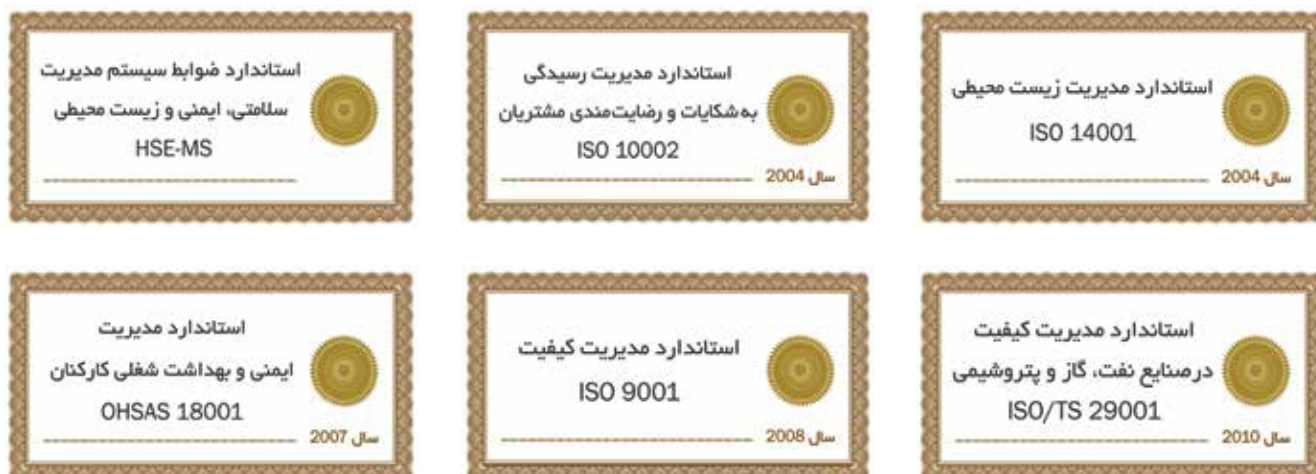 استاندارد مدیریت زیست محیطی
ISO 14001
سال 2004
استاندارد مدیریت رسیدگی
به‌شکایات و رضایت‌مندی مشتریان
ISO 10002
سال 2004
استاندارد ضوابط سیستم مدیریت
سلامتی، ایمنی و زیست محیطی
HSE-MS
استاندارد مدیریت کیفیت
درصنایع نفت، گاز و پتروشیمی
ISO/TS 29001
سال 2010
استاندارد مدیریت کیفیت
ISO 9001
سال 2008
استاندارد مدیریت
ایمنی و بهداشت شغلی کارکنان
OHSAS 18001
سال 2007